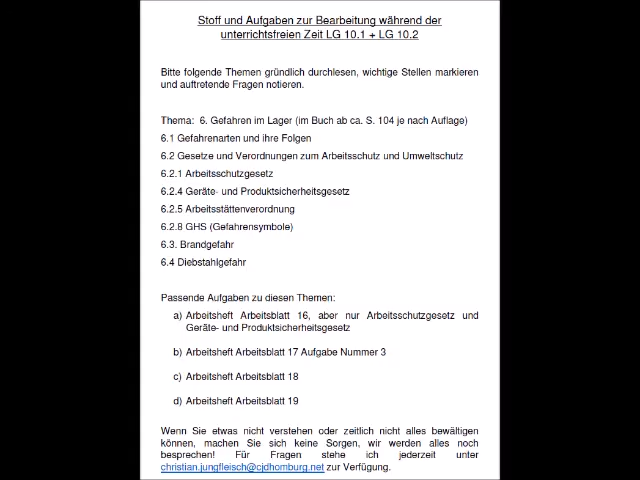 Stoff und Aufgaben zur Bearbeitung während der
unterrichtsfreien Zeit LG 10.1 + LG 10.2
Bitte folgende Themen gründlich durchlesen, wichtige Stellen markieren
und auftretende Fragen notieren.
Thema: 6. Gefahren im Lager (im Buch ab ca. S. 104 je nach Auflage)
6.1 Gefahrenarten und ihre Folgen
6.2 Gesetze und Verordnungen zum Arbeitsschutz und Umweltschutz
6.2.1 Arbeitsschutzgesetz
6.2.4 Geräte- und Produktsicherheitsgesetz
6.2.5 Arbeitsstättenverordnung
6.2.8 GHS (Gefahrensymbole)
6.3. Brandgefahr
6.4 Diebstahlgefahr
Passende Aufgaben zu diesen Themen:
a) Arbeitsheft Arbeitsblatt 16, aber nur Arbeitsschutzgesetz und
Geräte- und Produktsicherheitsgesetz
b) Arbeitsheft Arbeitsblatt 17 Aufgabe Nummer 3
c) Arbeitsheft Arbeitsblatt 18
d) Arbeitsheft Arbeitsblatt 19
Wenn Sie etwas nicht verstehen oder zeitlich nicht alles bewältigen
können, machen Sie sich keine Sorgen, wir werden alles noch
besprechen! Für Fragen stehe ich jederzeit unter
christian.jungfleisch@cjdhomburg.net zur Verfügung.